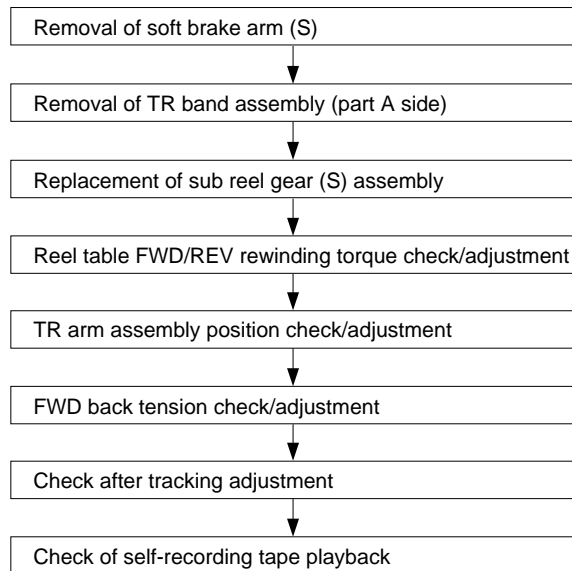 Removal of soft brake arm (S)
Removal of TR band assembly (part A side)
Replacement of sub reel gear (S) assembly
Reel table FWD/REV rewinding torque check/adjustment
TR arm assembly position check/adjustment
FWD back tension check/adjustment
Check after tracking adjustment
Check of self-recording tape playback